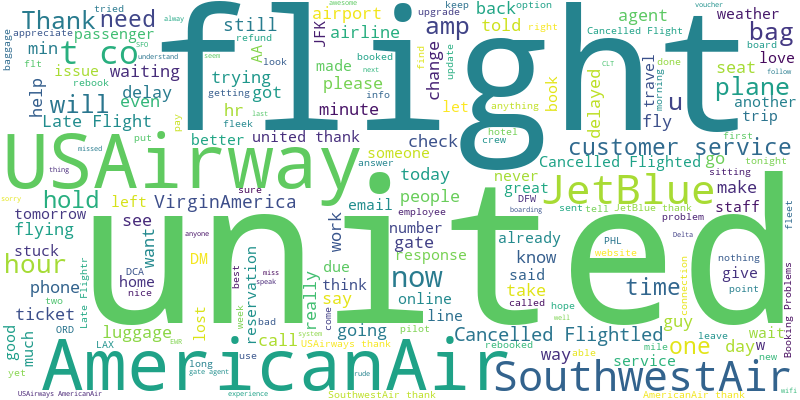 flight
united
USAirway
AmericanAir
SouthwestAir
JetBlue
Thank
need
tried
appreciate
passenger
baggage
SFO
understand
flt
min
issue
rebook
waiting
t co
still
refund
getting
AA
look
trying
got
hr
fleek
last
airport
JFK
airline
awesome
always
seem
made
please
minute
booked
next
info
amp
upgrade
keep
option
back
told
change
update
let
find
right
anything
book
agent
Cancelled Flight
voucher
board
CLT
follow
weather
bag
love
seat
travel
morning
done
plane
another
trip
help
will
delay
even
Late Flight
pay
put
better
united thank
missed
thing
answer
check
hotel
crew
delayed
u
fly
customer service
first
someone
Cancelled Flighted
go
tonight
sitting
today
never
great
make
staff
hold
left
sure
VirginAmerica
email
people
employee
DFW
boarding
sent
tell
JetBlue thank
problem
sorry
tomorrow
see
anyone
work
number
gate
already
PHL
Delta
fleet
flying
stuck
want
DM
website
response
know
nothing
hour
DCA
home
nice
best
speak
miss
reservation
really
due
think
say
now
said
time
give
point
connection
Booking Problems
phone
Late Flightr
two
lost
week
come
online
line
take
called
hope
well
ticket
ORD
luggage
call
bad
going
pilot
Cancelled Flightled
guy
mile
leave
wait
good
much
yet
LAX
EWR
use
system
USAirways thank
rebooked
way
able
one
day
w
new
service
long
gate agent
rude
experience
SouthwestAir thank
AmericanAir thank
wifi
USAirways AmericanAir